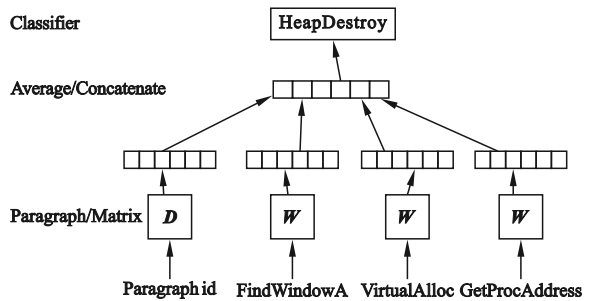 Classifier HeapDestroy
Average/Concatenate
Paragraph/Matrix D W W W
Paragraph id FindWindowA VirtualAlloc GetProcAddress